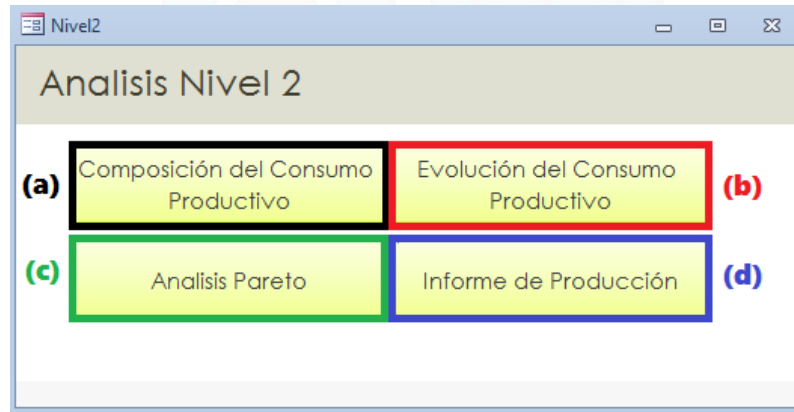 Nivel2
Analisis Nivel 2
(a)
Composición del Consumo
Productivo
Evolución del Consumo
Productivo
(b)
(c)
Analisis Pareto
Informe de Producción
(d)